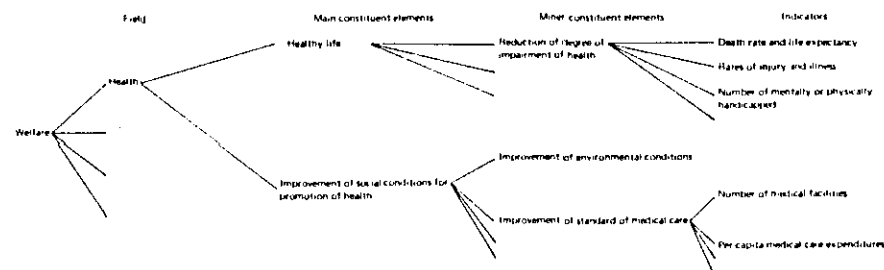 Field Main constituent elements Minor constituent elements Indicators
Healthy life
Reduction of degree of
impairment of health
Death rate and life expectancy
Rates of injury and illness
Number of mentally or physically
handicapped
Health
Welfare
Improvement of social conditions for
promotion of health
Improvement of environmental conditions
Improvement of standard of medical care
Number of medical facilities
Per capita medical care expenditures